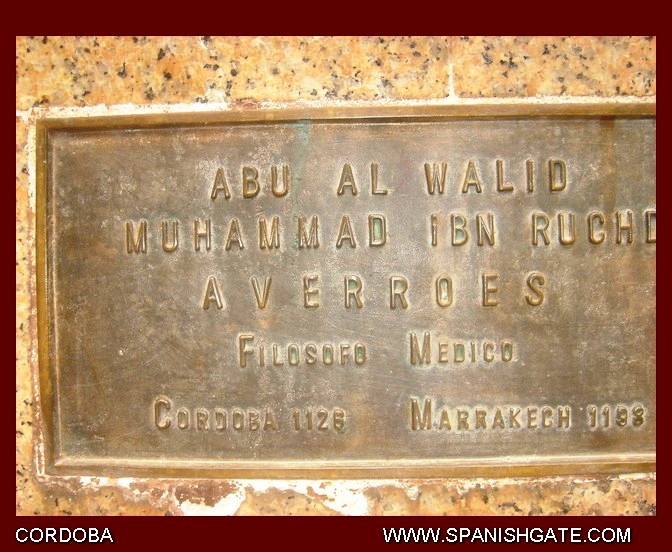 ABU AL WALID
MUHAMMAD IBN RUCHD
AVERROES
FILOSOFO MEDICO
CORDOBA 1126 MARRAKECH 1198
CORDOBA WWW.SPANISHGATE.COM